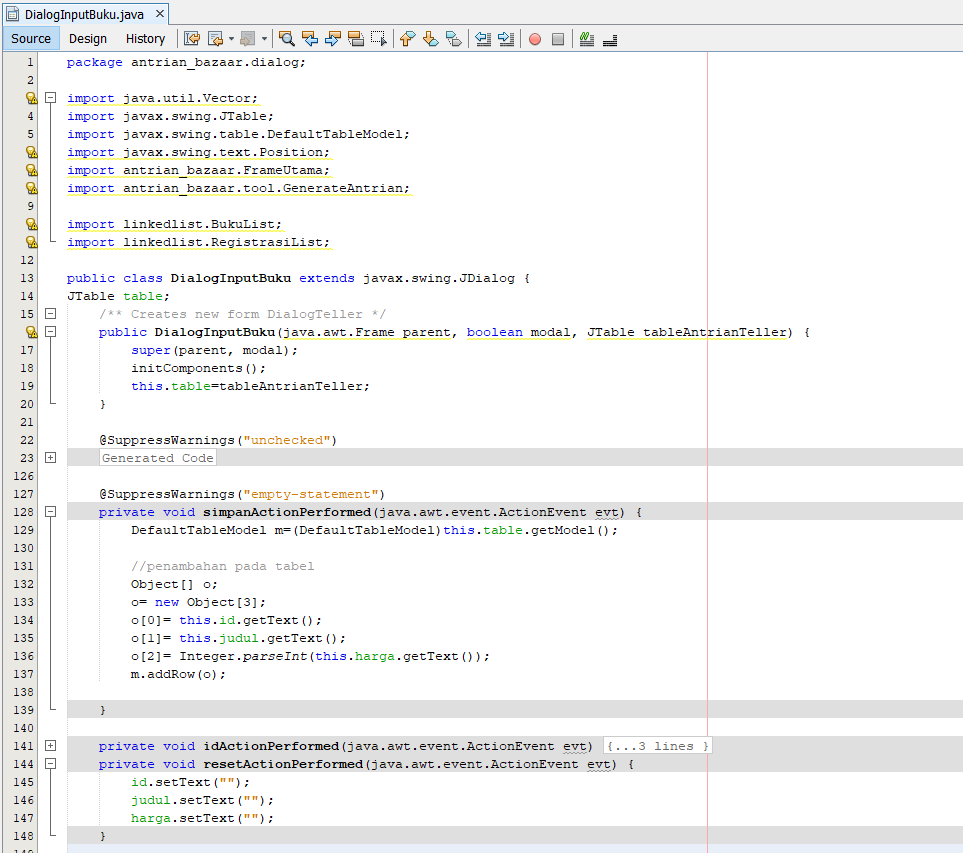 DialogInputBuku.java
Source Design History
1 package antrian_bazaar.dialog;
2
import java.util.Vector;
4 import javax.swing.JTable;
5 import javax.swing.table.DefaultTableModel;
import javax.swing.text.Position;
import antrian_bazaar.FrameUtama;
import antrian_bazaar.tool.GenerateAntrian;
9
import linkedlist.BukuList;
import linkedlist.RegistrasiList;
12
13 public class DialogInputBuku extends javax.swing.JDialog {
14 JTable table;
15 /** Creates new form DialogTeller */
public DialogInputBuku(java.awt.Frame parent, boolean modal, JTable tableAntrianTeller) {
17 super(parent, modal);
18 initComponents();
19 this.table=tableAntrianTeller;
20 }
21
22 @SuppressWarnings("unchecked")
23 Generated Code
126
127 @SuppressWarnings("empty-statement")
128 private void simpanActionPerformed(java.awt.event.ActionEvent evt) {
129 DefaultTableModel m=(DefaultTableModel)this.table.getModel();
130
131 //penambahan pada tabel
132 Object[] o;
133 o= new Object[3];
134 o[0]= this.id.getText();
135 o[1]= this.judul.getText();
136 o[2]= Integer.parseInt(this.harga.getText());
137 m.addRow(o);
138
139 }
140
141 private void idActionPerformed(java.awt.event.ActionEvent evt) {...3 lines }
144 private void resetActionPerformed(java.awt.event.ActionEvent evt) {
145 id.setText("");
146 judul.setText("");
147 harga.setText("");
148 }